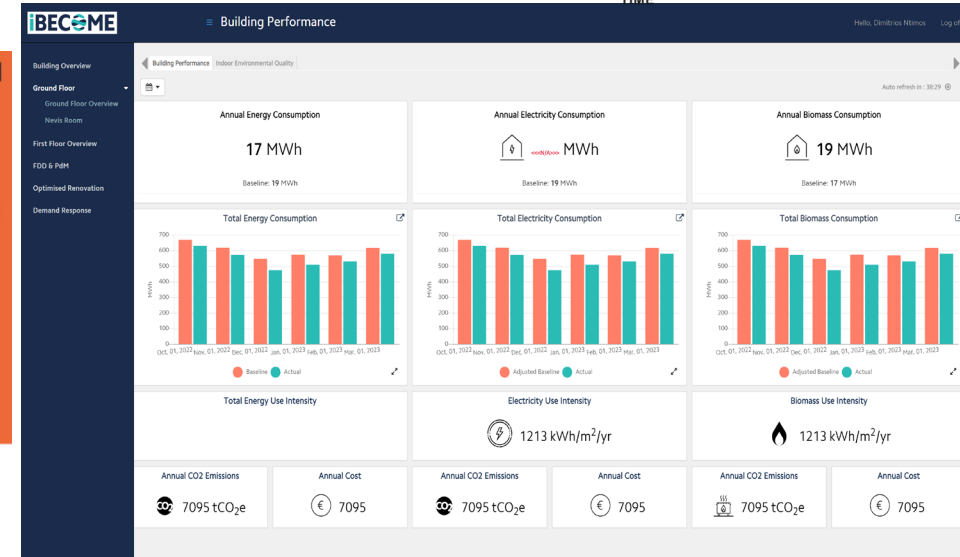 TIME
iBECOME
Building Performance
Hello, Dimitrios Ntimos
Log of
Building Overview
Ground Floor
Ground Floor Overview
Nevis Room
First Floor Overview
FDD & PdM
Optimised Renovation
Demand Response
Building Performance
Indoor Environmental Quality
Auto refresh in : 38:29
Annual Energy Consumption
17 MWh
Baseline: 19 MWh
Annual Electricity Consumption
<<<N/A>>> MWh
Baseline: 19 MWh
Annual Biomass Consumption
19 MWh
Baseline: 17 MWh
Total Energy Consumption
700
600
500
400
300
200
100
0
MWh
Oct, 01, 2022 Nov, 01, 2022 Dec, 01, 2022 Jan, 01, 2023 Feb, 01, 2023 Mar, 01, 2023
Baseline Actual
Total Electricity Consumption
700
600
500
400
300
200
100
0
MWh
Oct, 01, 2022 Nov, 01, 2022 Dec, 01, 2022 Jan, 01, 2023 Feb, 01, 2023 Mar, 01, 2023
Adjusted Baseline Actual
Total Biomass Consumption
700
600
500
400
300
200
100
0
MWh
Oct, 01, 2022 Nov, 01, 2022 Dec, 01, 2022 Jan, 01, 2023 Feb, 01, 2023 Mar, 01, 2023
Adjusted Baseline Actual
Total Energy Use Intensity
Electricity Use Intensity
1213 kWh/m²/yr
Biomass Use Intensity
1213 kWh/m²/yr
Annual CO2 Emissions
CO₂ 7095 tCO₂e
Annual Cost
€ 7095
Annual CO2 Emissions
CO₂ 7095 tCO₂e
Annual Cost
€ 7095
Annual CO2 Emissions
7095 tCO₂e
Annual Cost
€ 7095